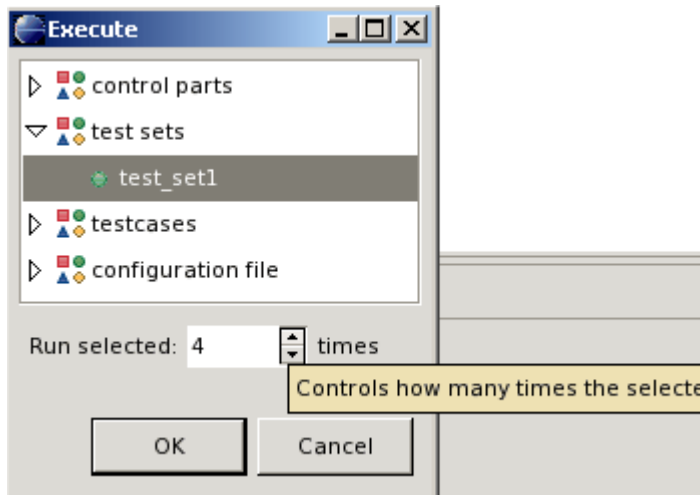 Execute
control parts
test sets
test_set1
testcases
configuration file
Run selected: 4 times
Controls how many times the
OK Cancel